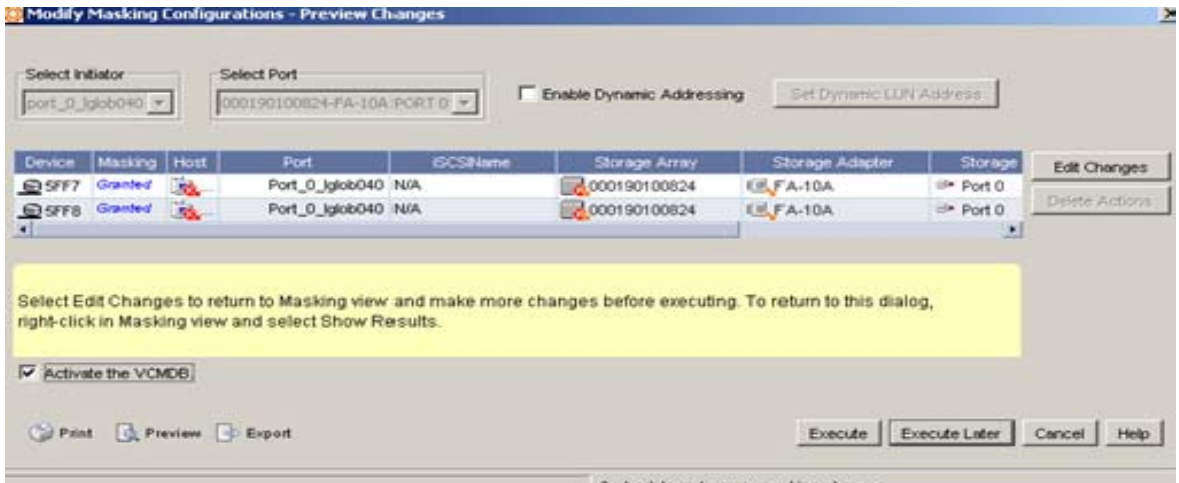 Modify Masking Configurations - Preview Changes
Select Initiator
Select Port
port_0_lglob040
000190100824-FA-10A:PORT 0
Enable Dynamic Addressing
Set Dynamic LUN Address
Device Masking Host Port iSCSIName Storage Array Storage Adapter Storage
5FF7 Granted Port_0_lglob040 N/A 000190100824 FA-10A Port 0
5FF8 Granted Port_0_lglob040 N/A 000190100824 FA-10A Port 0
Edit Changes
Delete Actions
Select Edit Changes to return to Masking view and make more changes before executing. To return to this dialog,
right-click in Masking view and select Show Results.
Activate the VCMDB
Print Preview Export
Execute Execute Later Cancel Help